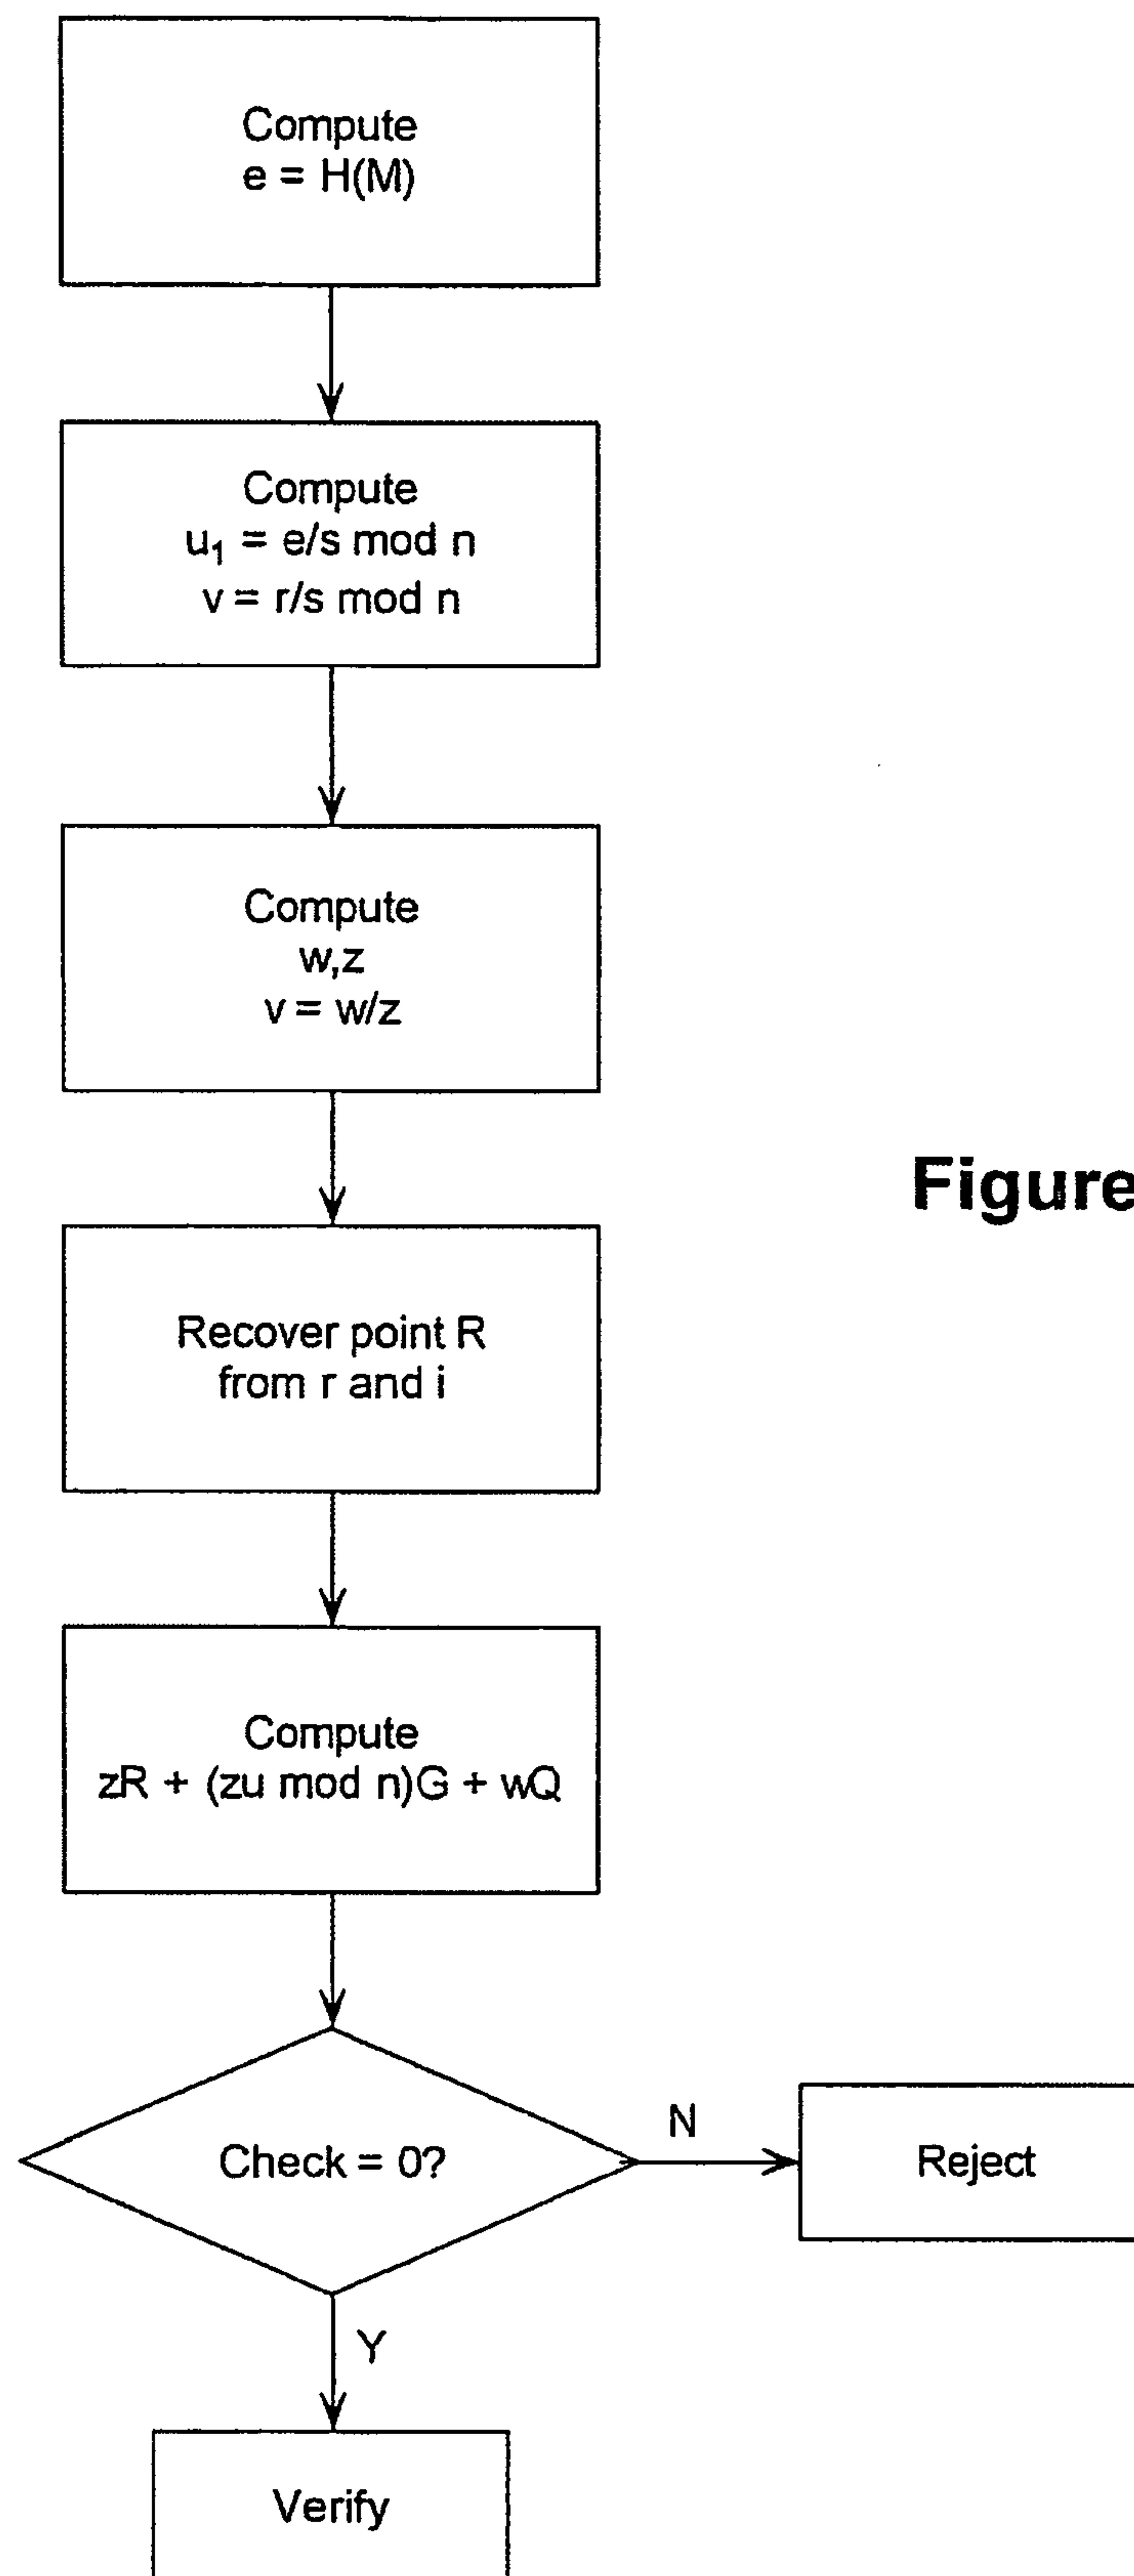 Compute
e = H(M)
Compute
u₁ = e/s mod n
v = r/s mod n
Compute
w,z
v = w/z
Figure
Recover point R
from r and i
Compute
zR + (zu mod n)G + wQ
Check = 0?
N
Reject
Y
Verify